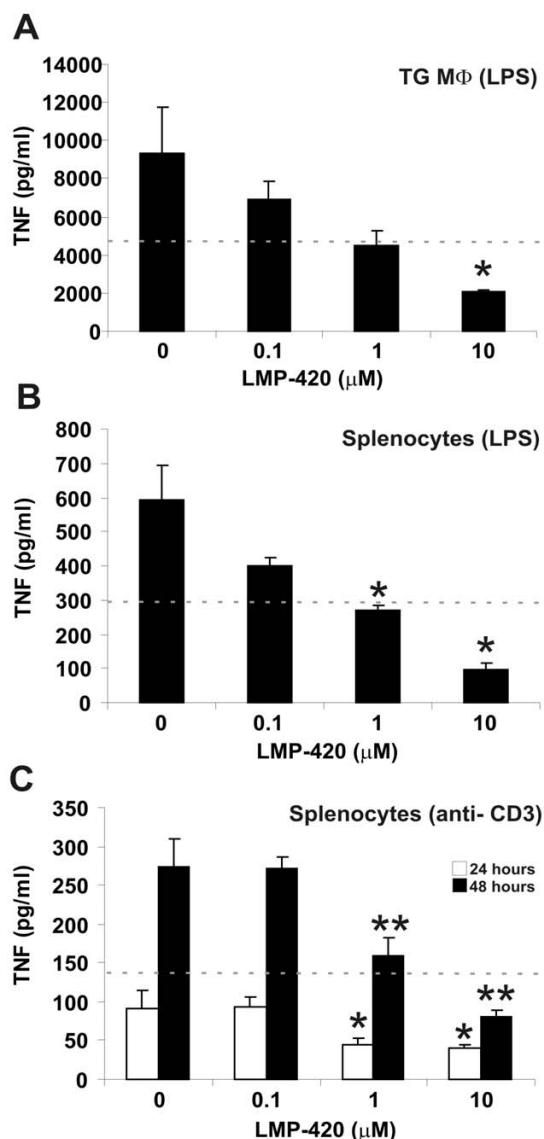 A
TG MΦ (LPS)
TNF (pg/ml)
14000
12000
10000
8000
6000
4000
2000
0
*
0 0.1 1 10
LMP-420 (μM)
B
Splenocytes (LPS)
TNF (pg/ml)
800
700
600
500
400
300
200
100
0
*
*
0 0.1 1 10
LMP-420 (μM)
C
Splenocytes (anti- CD3)
24 hours
48 hours
TNF (pg/ml)
350
300
250
200
150
100
50
0
* ** * **
0 0.1 1 10
LMP-420 (μM)